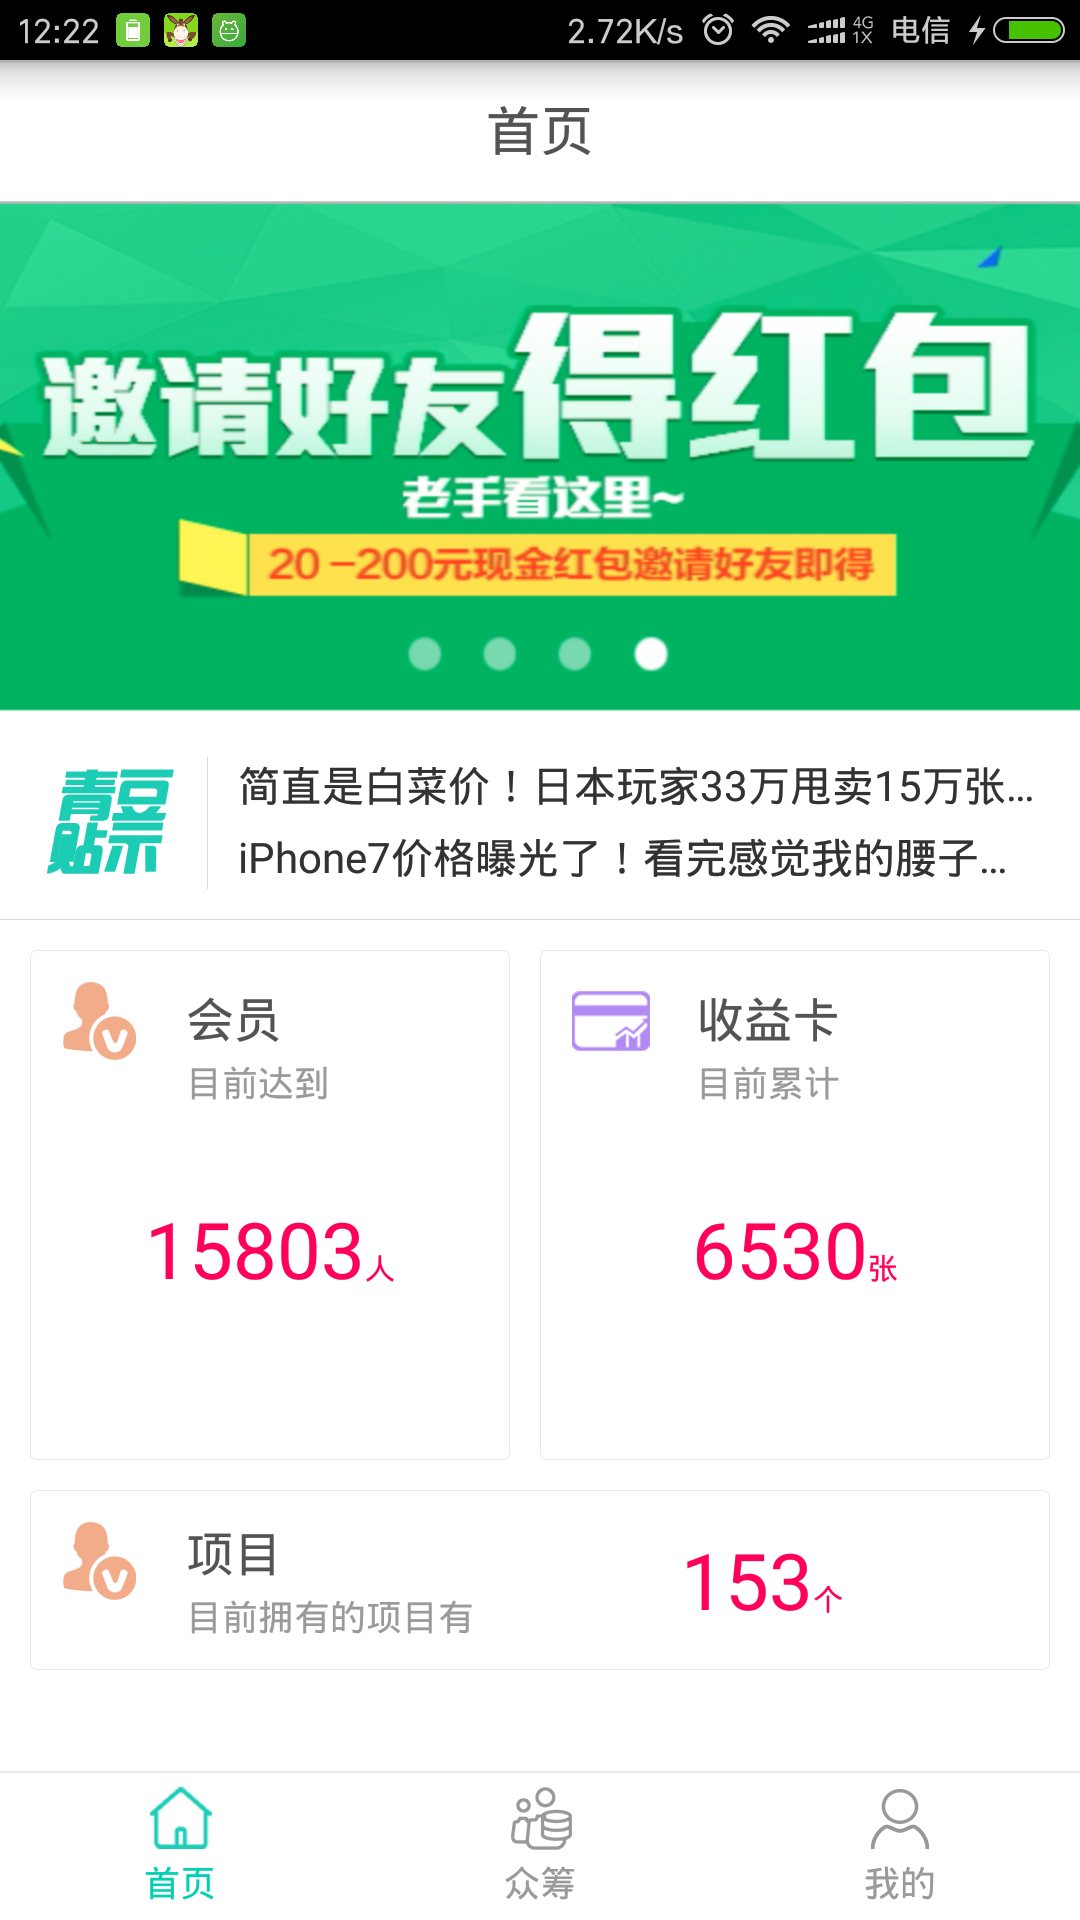 12:22 2.72K/s 4G 1X 电信
首页
邀请好友得红包
老手看这里~
20-200元现金红包邀请好友即得
青豆
贴示
简直是白菜价！日本玩家33万甩卖15万张...
iPhone7价格曝光了！看完感觉我的腰子...
会员
目前达到
15803人
收益卡
目前累计
6530张
项目
目前拥有的项目有
153个
首页 众筹 我的